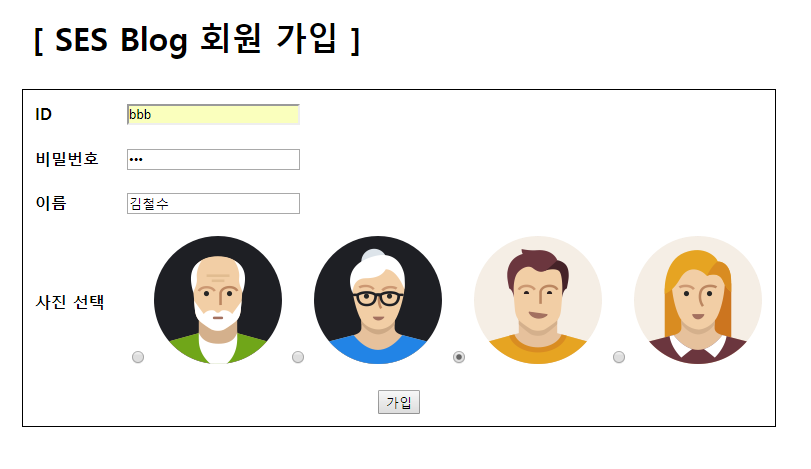 [ SES Blog 회원 가입 ]
ID bbb
비밀번호 •••
이름 김철수
사진 선택
가입